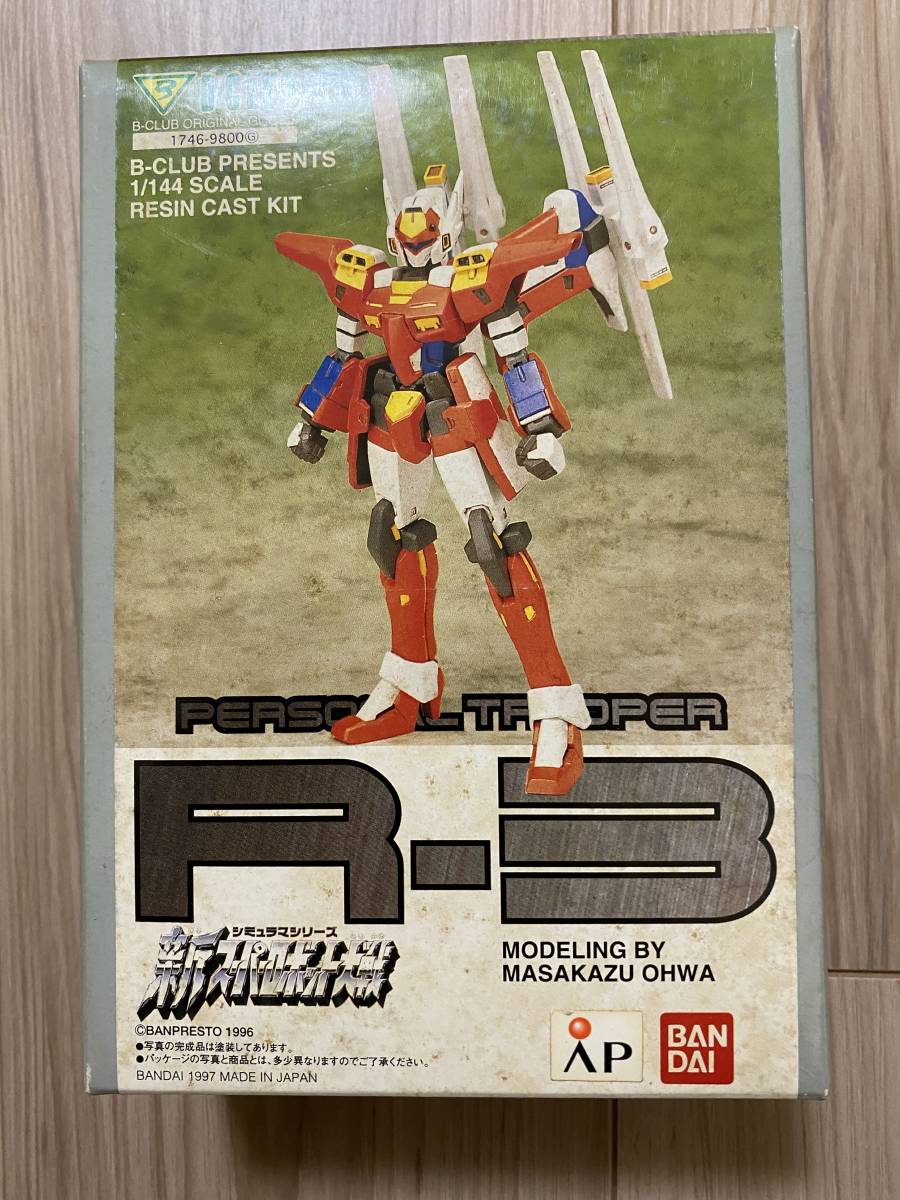 B
B-CLUB ORIGINAL
1746-9800Ⓖ
B-CLUB PRESENTS
1/144 SCALE
RESIN CAST KIT
PERSONAL TROOPER
R-3
シミュラマシリーズ
新スーパーロボット大戦
MODELING BY
MASAKAZU OHWA
©BANPRESTO 1996
●写真の完成品は塗装してあります。
●パッケージの写真と商品とは、多少異なりますのでご了承ください。
BANDAI 1997 MADE IN JAPAN
AP
BAN
DAI